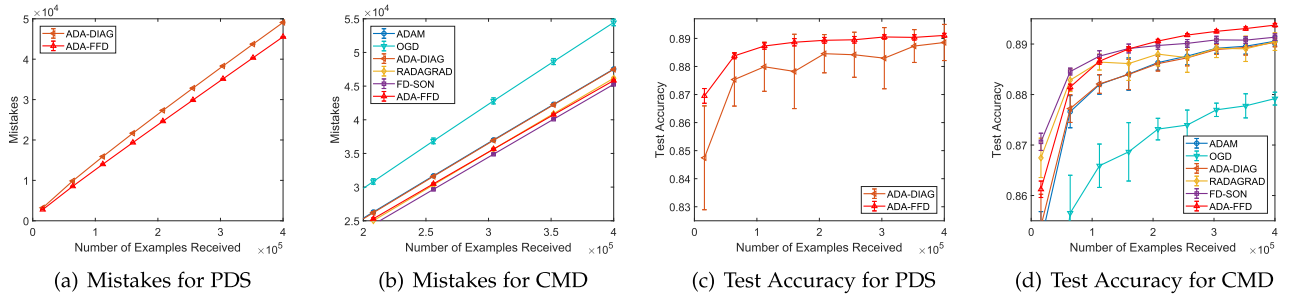 5 ×10⁴
4
3
2
1
0
0 1 2 3 4
×10⁵
Mistakes
Number of Examples Received
ADA-DIAG
ADA-FFD
(a) Mistakes for PDS
5.5 ×10⁴
5
4.5
4
3.5
3
2.5
2 2.5 3 3.5 4
×10⁵
Mistakes
Number of Examples Received
ADAM
OGD
ADA-DIAG
RADAGRAD
FD-SON
ADA-FFD
(b) Mistakes for CMD
0.89
0.88
0.87
0.86
0.85
0.84
0.83
0 1 2 3 4
×10⁵
Test Accuracy
Number of Examples Received
ADA-DIAG
ADA-FFD
(c) Test Accuracy for PDS
0.89
0.88
0.87
0.86
0 1 2 3 4
×10⁵
Test Accuracy
Number of Examples Received
ADAM
OGD
ADA-DIAG
RADAGRAD
FD-SON
ADA-FFD
(d) Test Accuracy for CMD